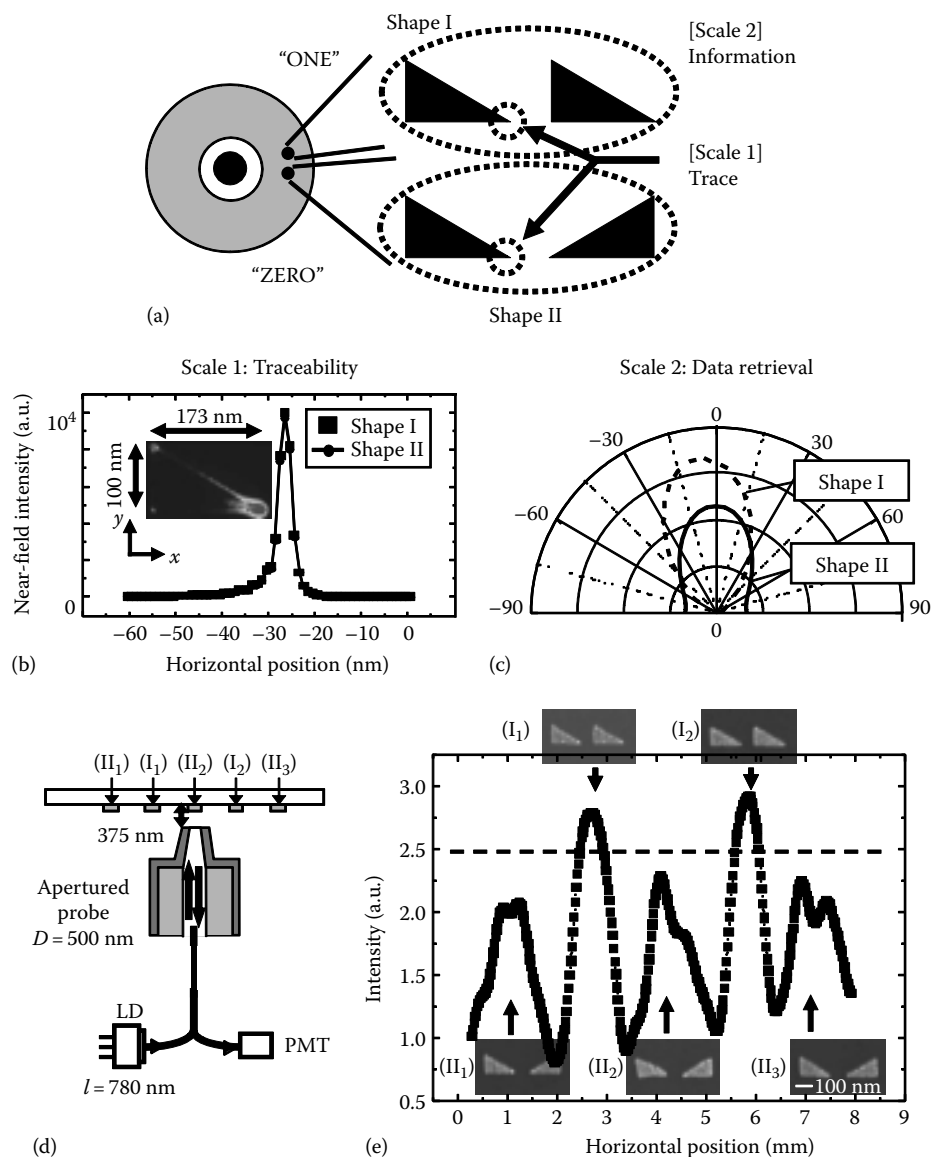 Shape I
"ONE"
[Scale 2]
Information
[Scale 1]
Trace
"ZERO"
Shape II
(a)
Scale 1: Traceability
Near-field intensity (a.u.)
10⁴
0
173 nm
100 nm
y
x
Shape I
Shape II
−60 −50 −40 −30 −20 −10 0
Horizontal position (nm)
(b)
Scale 2: Data retrieval
0
−30 30
−60 60
−90 90
0
Shape I
Shape II
(c)
(II₁) (I₁) (II₂) (I₂) (II₃)
375 nm
Apertured
probe
D = 500 nm
LD
PMT
l = 780 nm
(d)
(I₁) (I₂)
Intensity (a.u.)
3.0
2.5
2.0
1.5
1.0
0.5
(II₁) (II₂) (II₃)
100 nm
0 1 2 3 4 5 6 7 8 9
Horizontal position (mm)
(e)